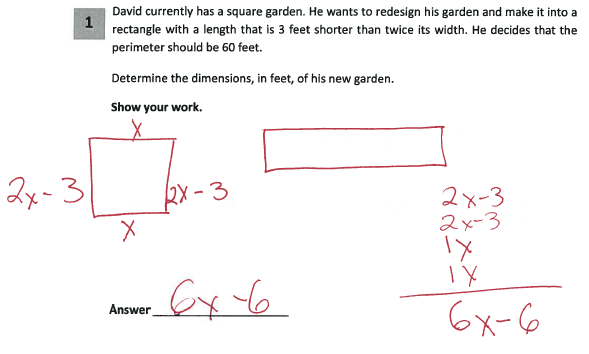 1
David currently has a square garden. He wants to redesign his garden and make it into a
rectangle with a length that is 3 feet shorter than twice its width. He decides that the
perimeter should be 60 feet.
Determine the dimensions, in feet, of his new garden.
Show your work.
x
2x-3 2x-3
x
2x-3
2x-3
1x
1x
6x-6
Answer 6x-6